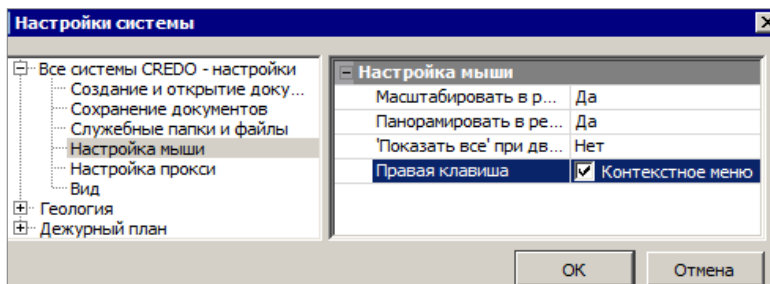 Настройки системы
Все системы CREDO - настройки
Создание и открытие доку...
Сохранение документов
Служебные папки и файлы
Настройка мыши
Настройка прокси
Вид
Геология
Дежурный план
Настройка мыши
Масштабировать в р... Да
Панорамировать в ре... Да
'Показать все' при дв... Нет
Правая клавиша Контекстное меню
ОК Отмена